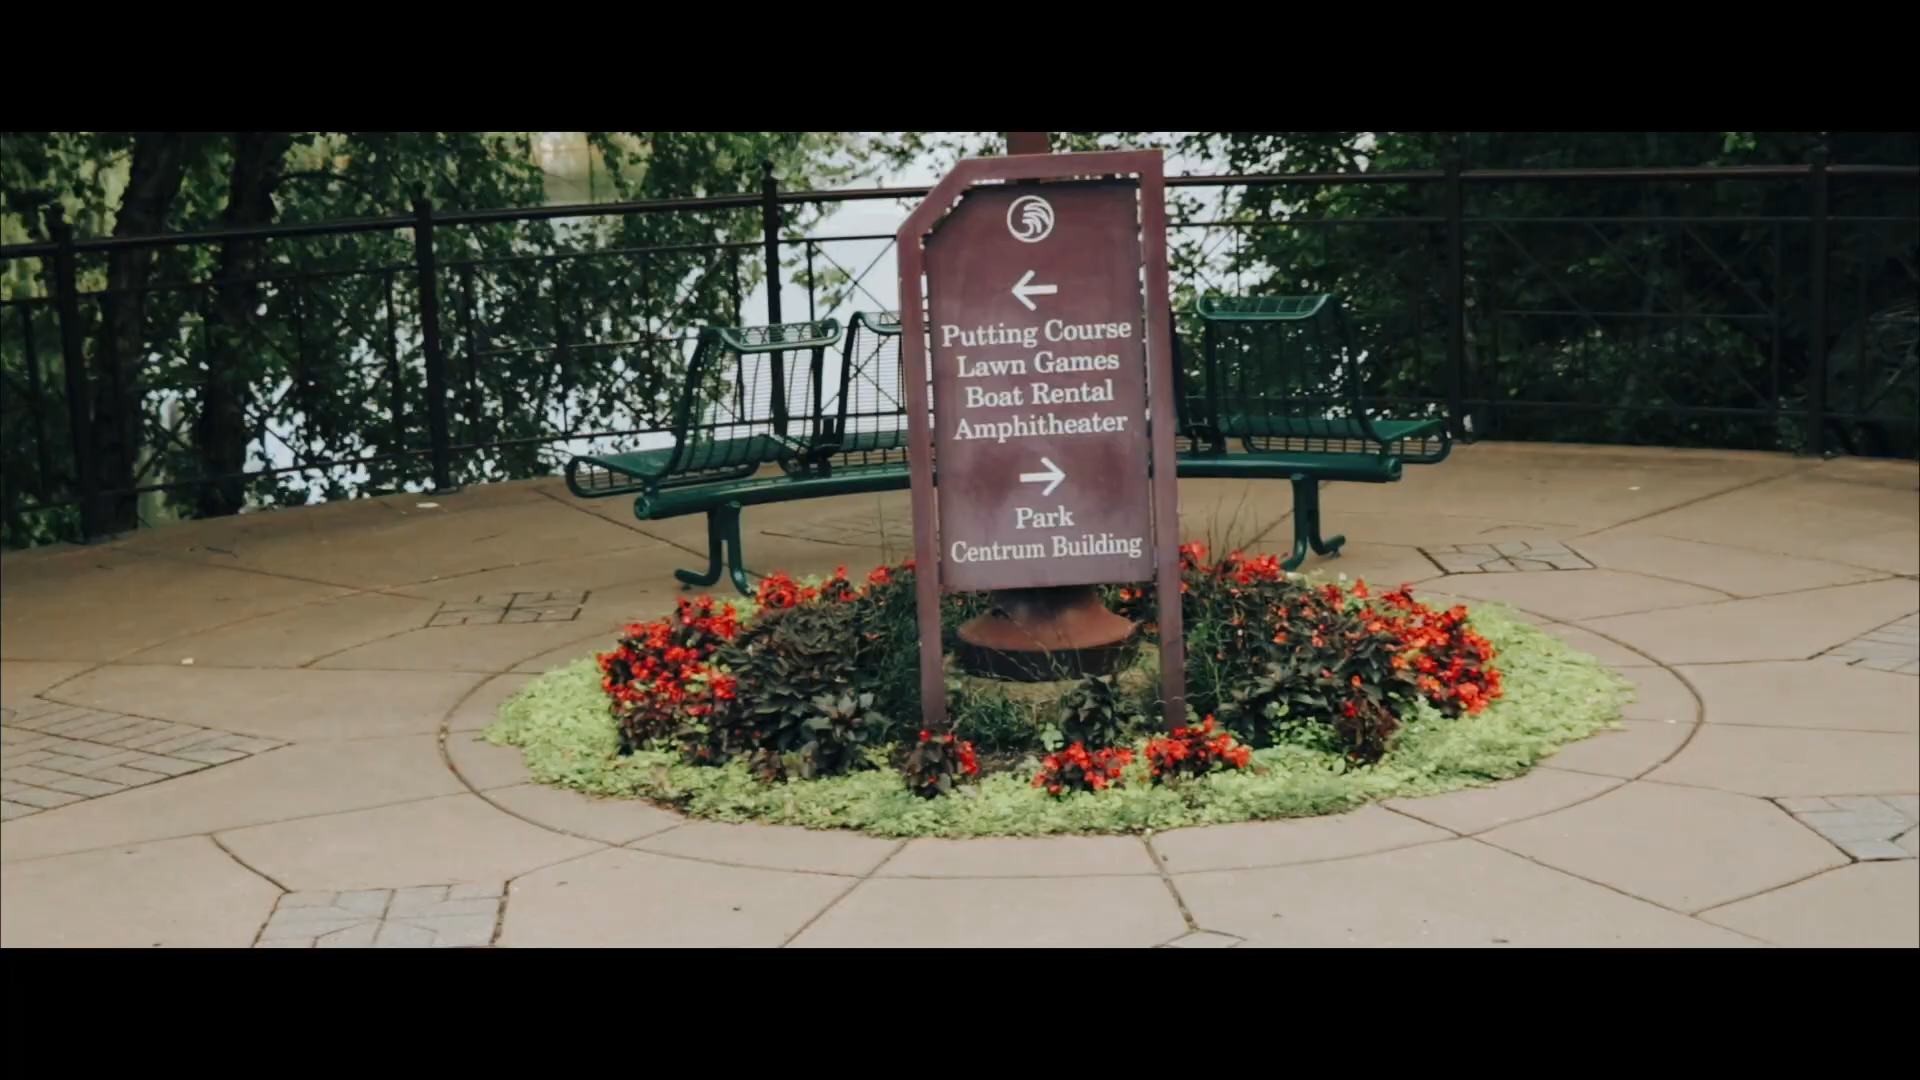 ←
Putting Course
Lawn Games
Boat Rental
Amphitheater
→
Park
Centrum Building